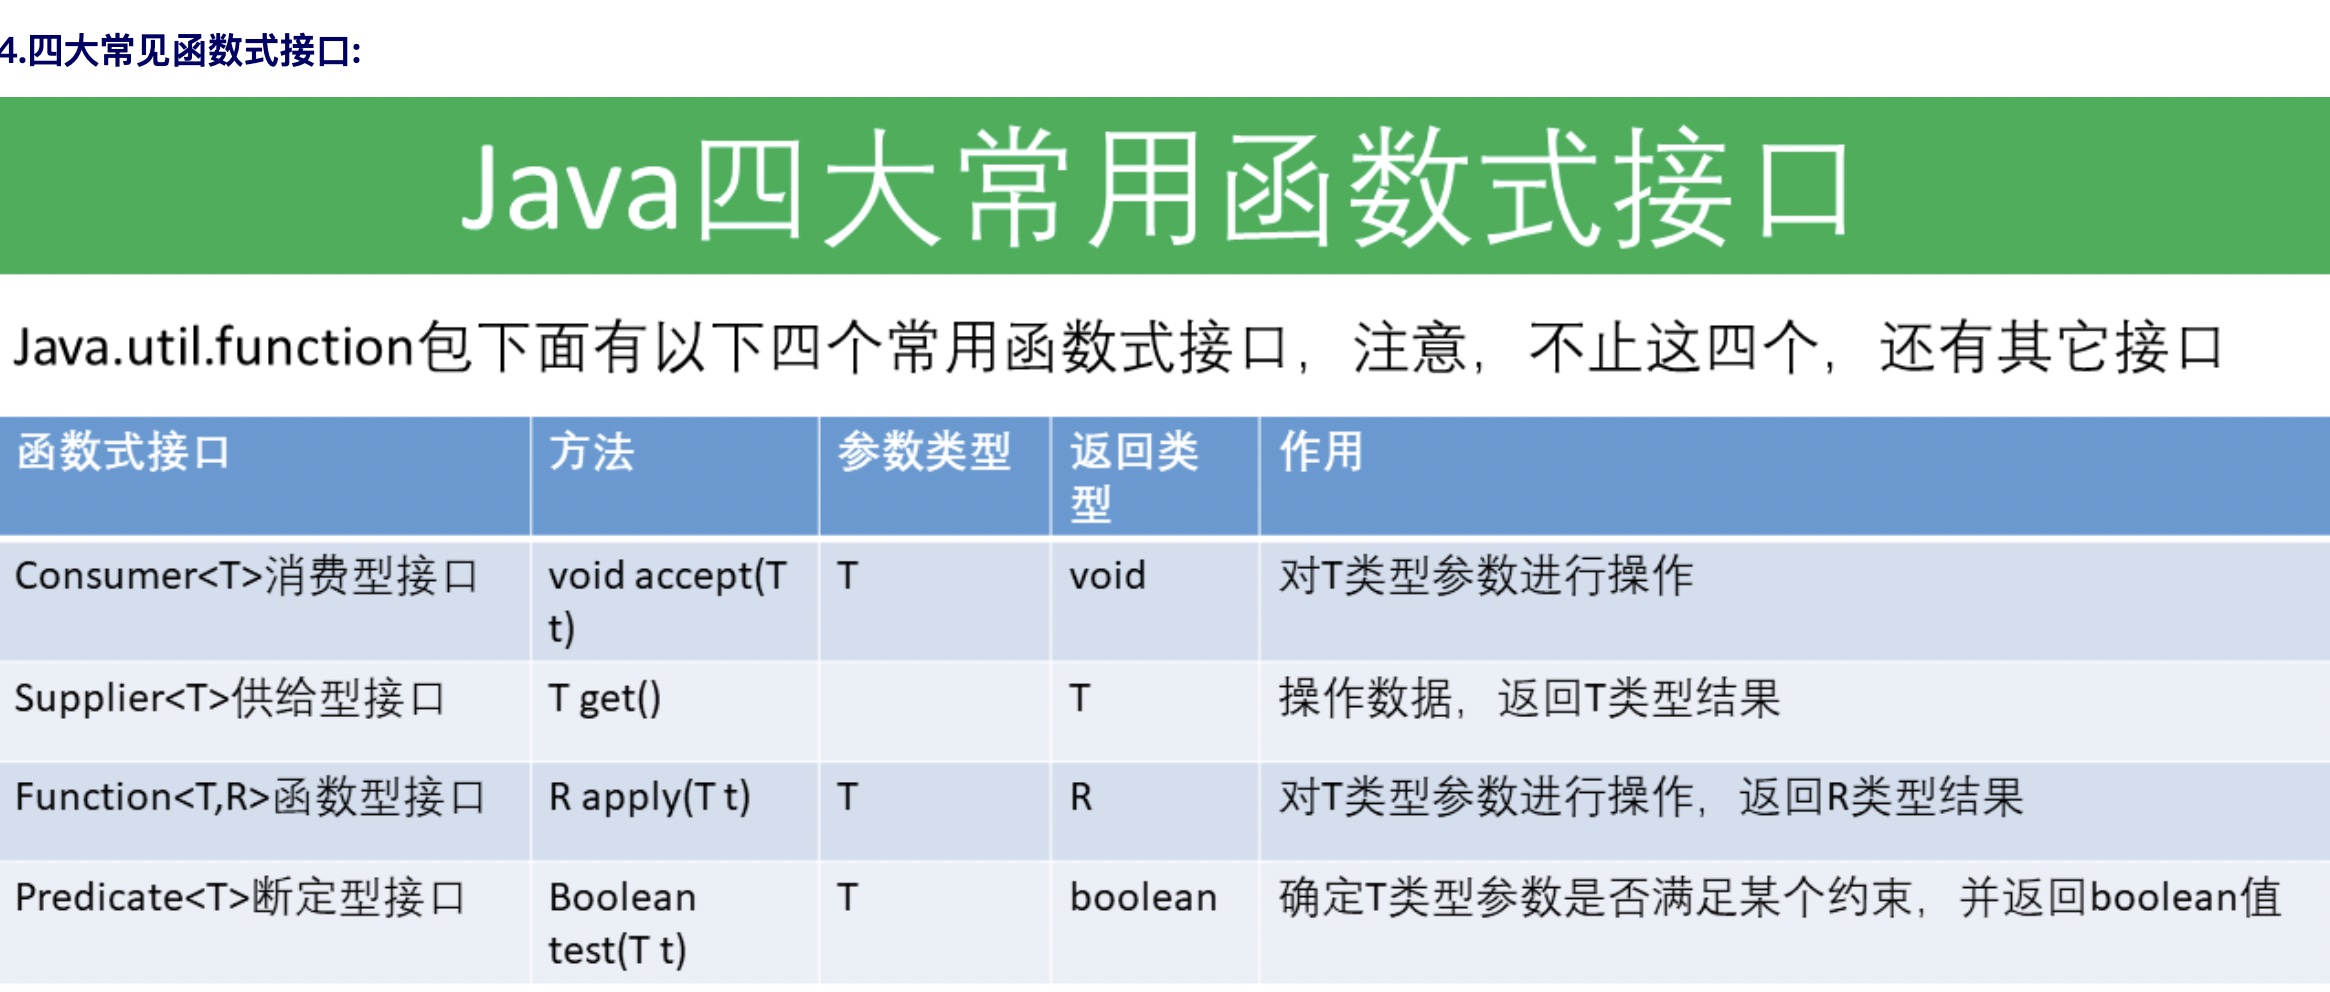 4.四大常见函数式接口:
Java四大常用函数式接口
Java.util.function包下面有以下四个常用函数式接口，注意，不止这四个，还有其它接口
函数式接口 方法 参数类型 返回类
型 作用
Consumer<T>消费型接口 void accept(T
t) T void 对T类型参数进行操作
Supplier<T>供给型接口 T get() T 操作数据，返回T类型结果
Function<T,R>函数型接口 R apply(T t) T R 对T类型参数进行操作，返回R类型结果
Predicate<T>断定型接口 Boolean
test(T t) T boolean 确定T类型参数是否满足某个约束，并返回boolean值